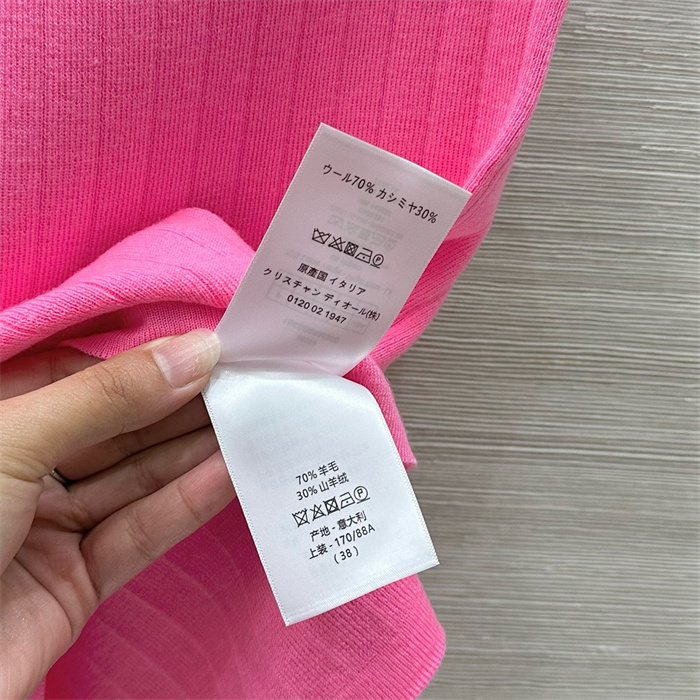 ウール70% カシミヤ30%
原産国 イタリア
クリスチャン ディオール(株)
0120 02 1947
70% 羊毛
30% 山羊绒
产地 - 意大利
上装 - 170/88A
( 38 )